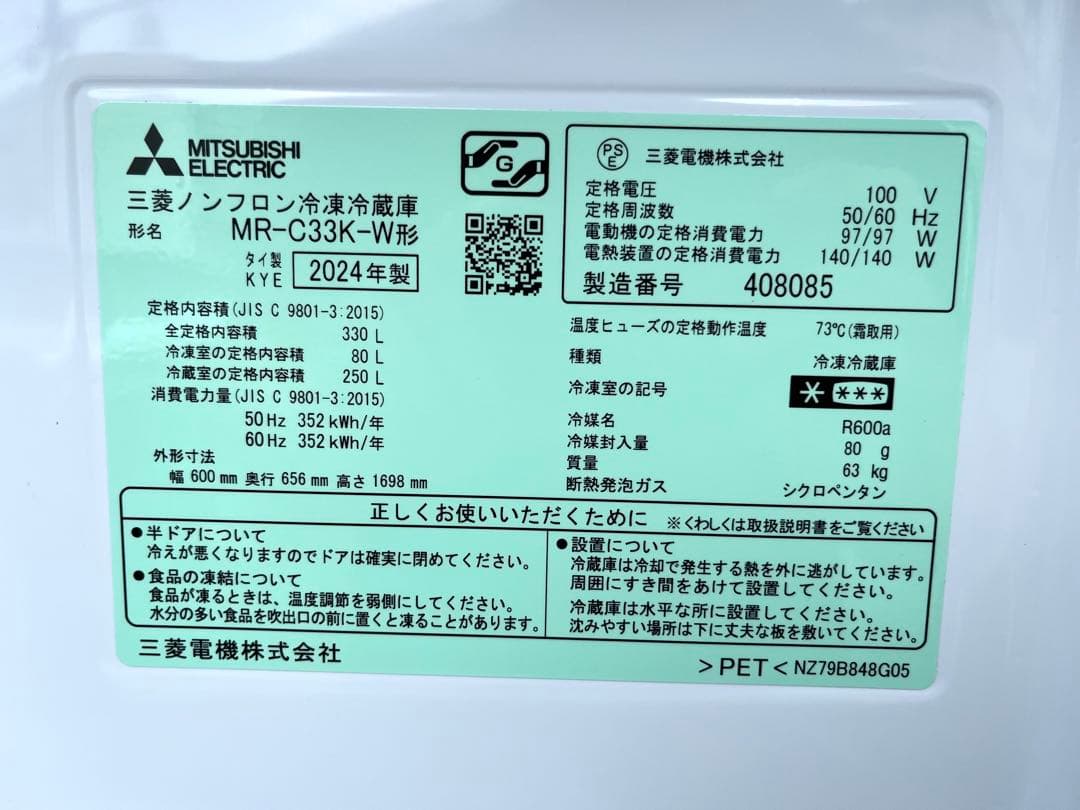 MITSUBISHI
ELECTRIC
三菱ノンフロン冷凍冷蔵庫
形名 MR-C33K-W形
タイ製
KYE 2024年製
G
定格内容積(JIS C 9801-3:2015)
全定格内容積 330 L
冷凍室の定格内容積 80 L
冷蔵室の定格内容積 250 L
消費電力量(JIS C 9801-3:2015)
50Hz 352kWh/年
60Hz 352kWh/年
外形寸法
幅 600mm 奥行 656mm 高さ 1698mm
PSE 三菱電機株式会社
定格電圧 100 V
定格周波数 50/60 Hz
電動機の定格消費電力 97/97 W
電熱装置の定格消費電力 140/140 W
製造番号 408085
温度ヒューズの定格動作温度 73℃(霜取用)
種類 冷凍冷蔵庫
冷凍室の記号 * ***
冷媒名 R600a
冷媒封入量 80 g
質量 63 kg
断熱発泡ガス シクロペンタン
正しくお使いいただくために ※くわしくは取扱説明書をご覧ください
●半ドアについて
冷えが悪くなりますのでドアは確実に閉めてください。
●食品の凍結について
食品が凍るときは、温度調節を弱側にしてください。
水分の多い食品を吹出口の前に置くと凍ることがあります。
●設置について
冷蔵庫は冷却で発生する熱を外に逃がしています。
周囲にすき間をあけて設置してください。
冷蔵庫は水平な所に設置してください。
沈みやすい場所は下に丈夫な板を敷いてください。
三菱電機株式会社
>PET< NZ79B848G05